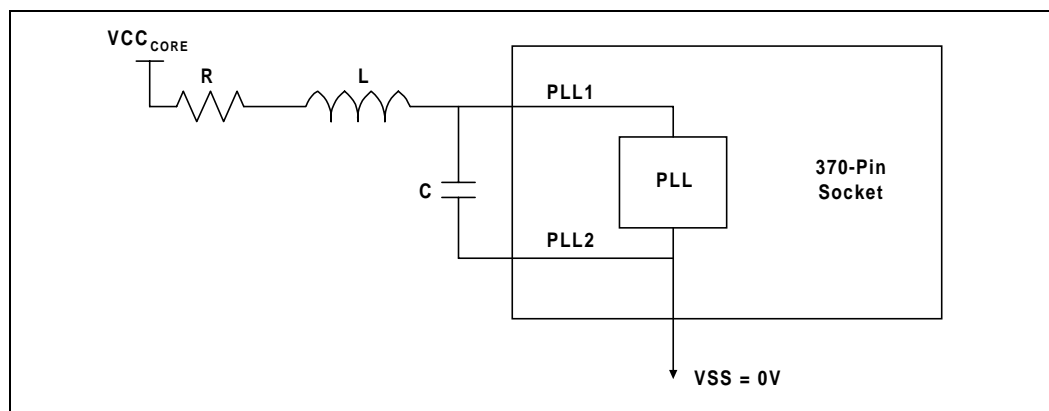 VCC CORE
R
L
PLL1
PLL
370-Pin
Socket
C
PLL2
VSS = 0V